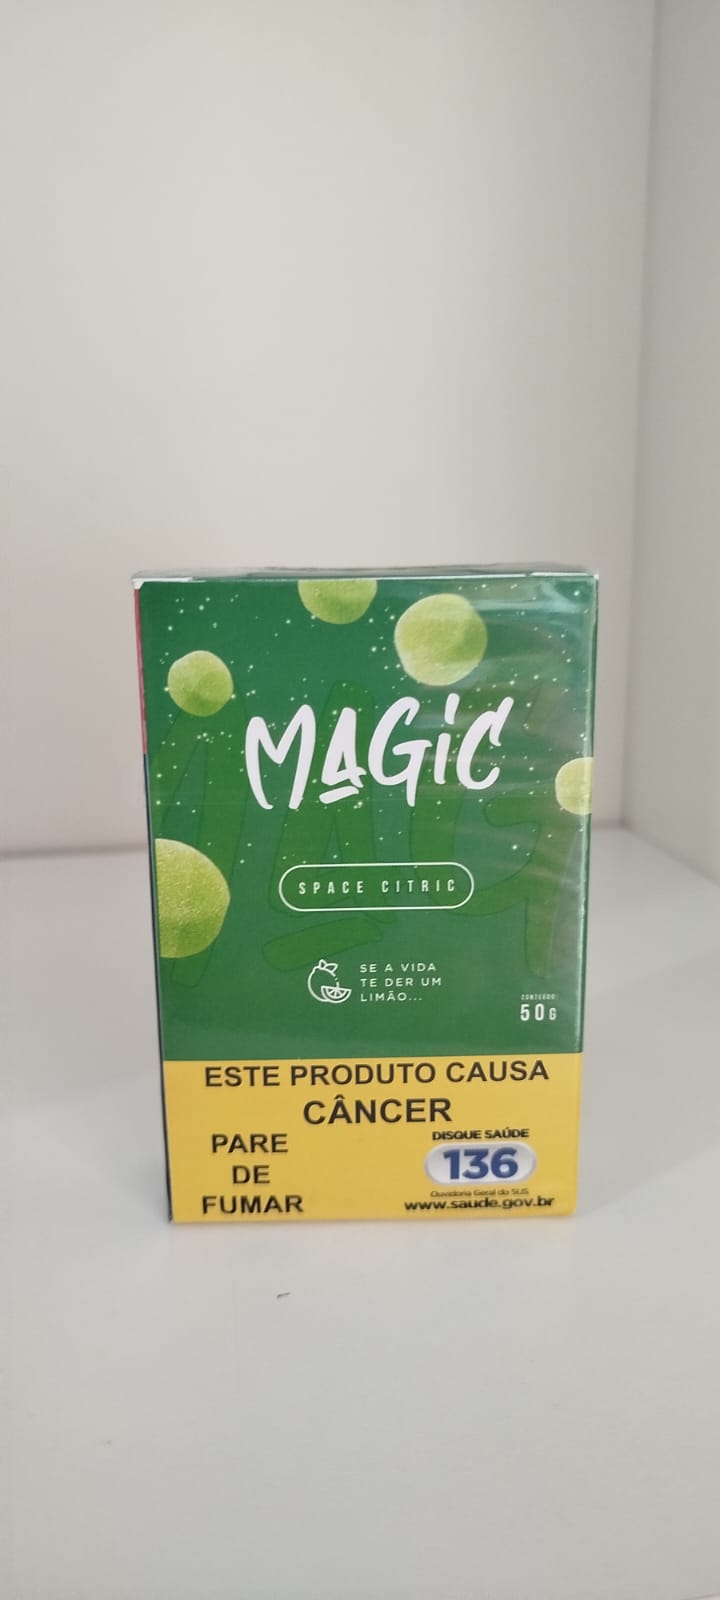 MAGIC
SPACE CITRIC
SE A VIDA
TE DER UM
LIMÃO...
CONTEÚDO
50G
ESTE PRODUTO CAUSA
CÂNCER
PARE
DE
FUMAR
DISQUE SAÚDE
136
Ouvidoria Geral do SUS
www.saude.gov.br